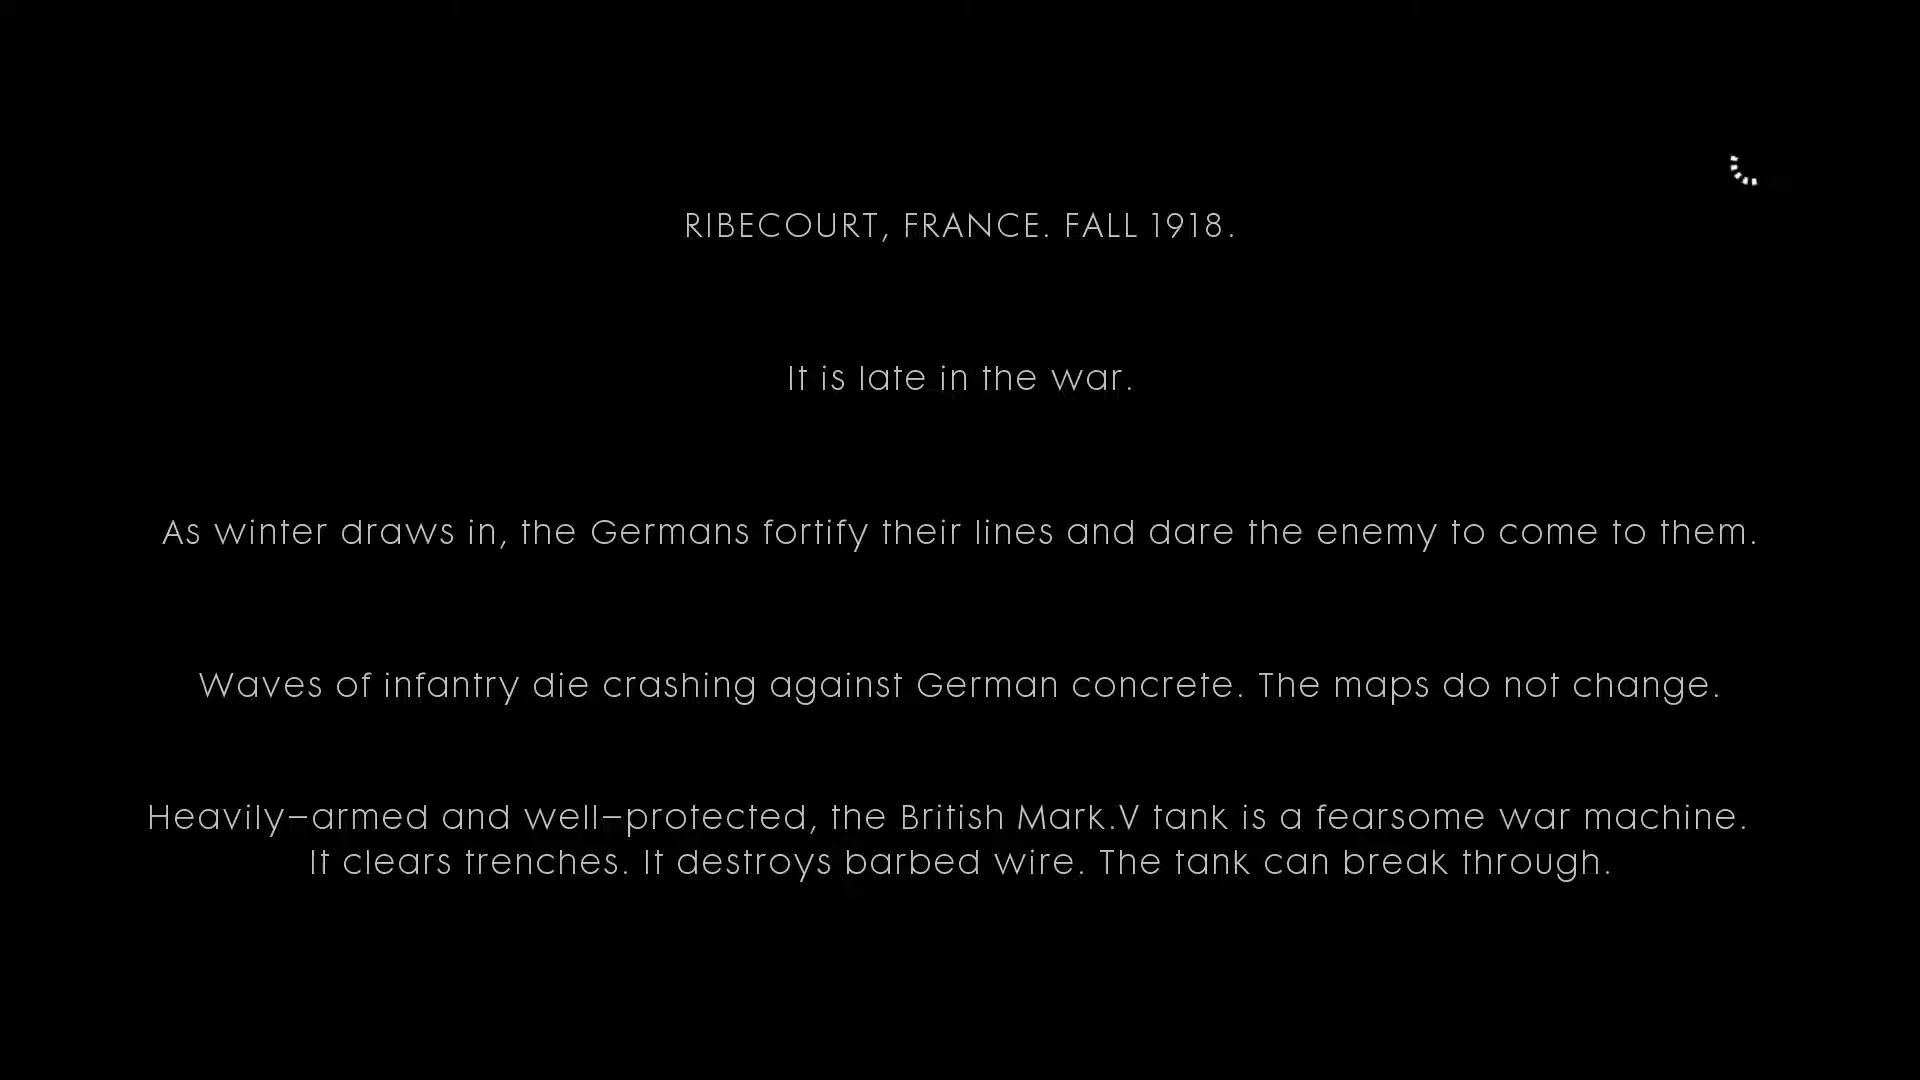 RIBECOURT, FRANCE. FALL 1918.
It is late in the war.
As winter draws in, the Germans fortify their lines and dare the enemy to come to them.
Waves of infantry die crashing against German concrete. The maps do not change.
Heavily-armed and well-protected, the British Mark.V tank is a fearsome war machine.
It clears trenches. It destroys barbed wire. The tank can break through.